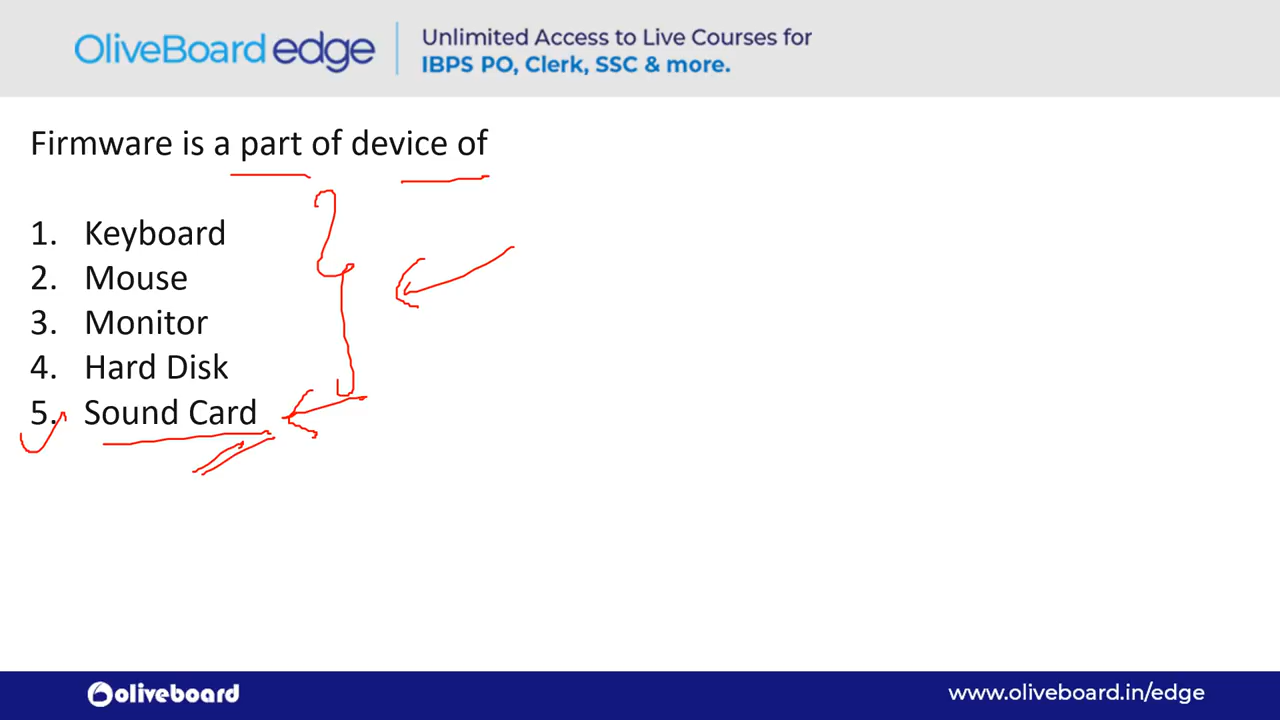 OliveBoard edge
Unlimited Access to Live Courses for
IBPS PO, Clerk, SSC & more.
Firmware is a part of device of
1. Keyboard
2. Mouse
3. Monitor
4. Hard Disk
5. Sound Card
oliveboard
www.oliveboard.in/edge